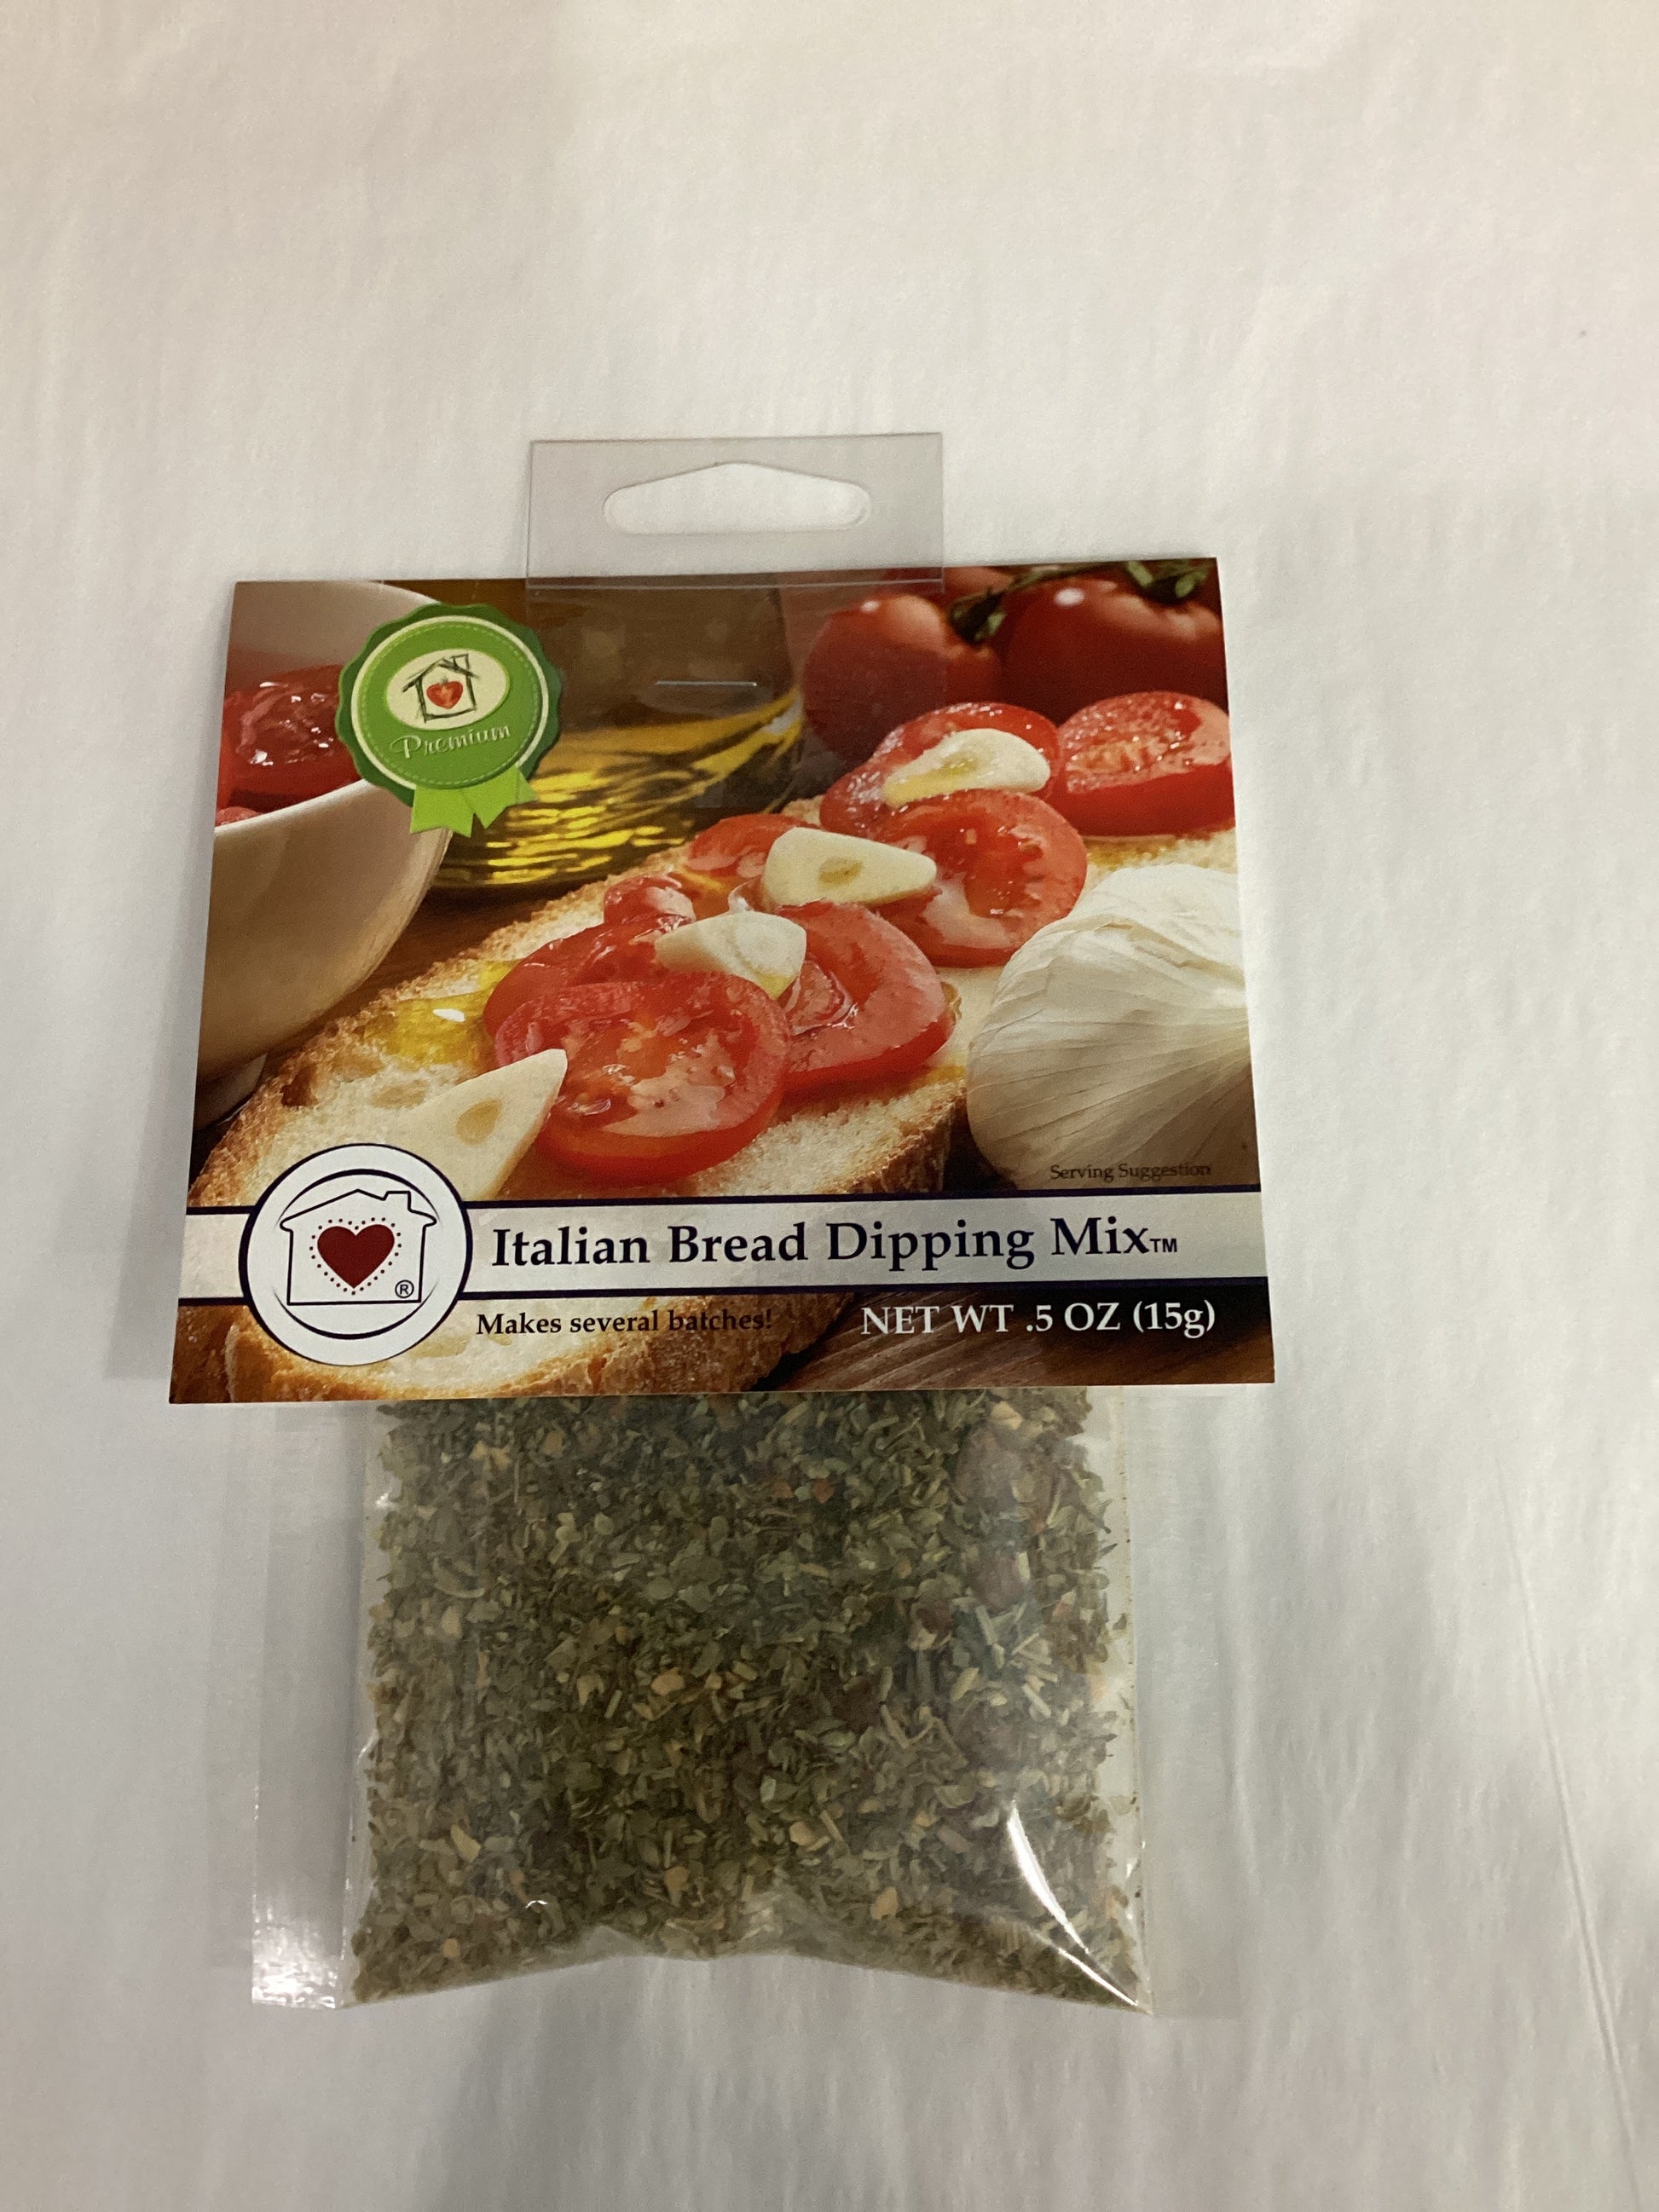 Premium
Serving Suggestion
Italian Bread Dipping Mix™
®
Makes several batches! NET WT .5 OZ (15g)